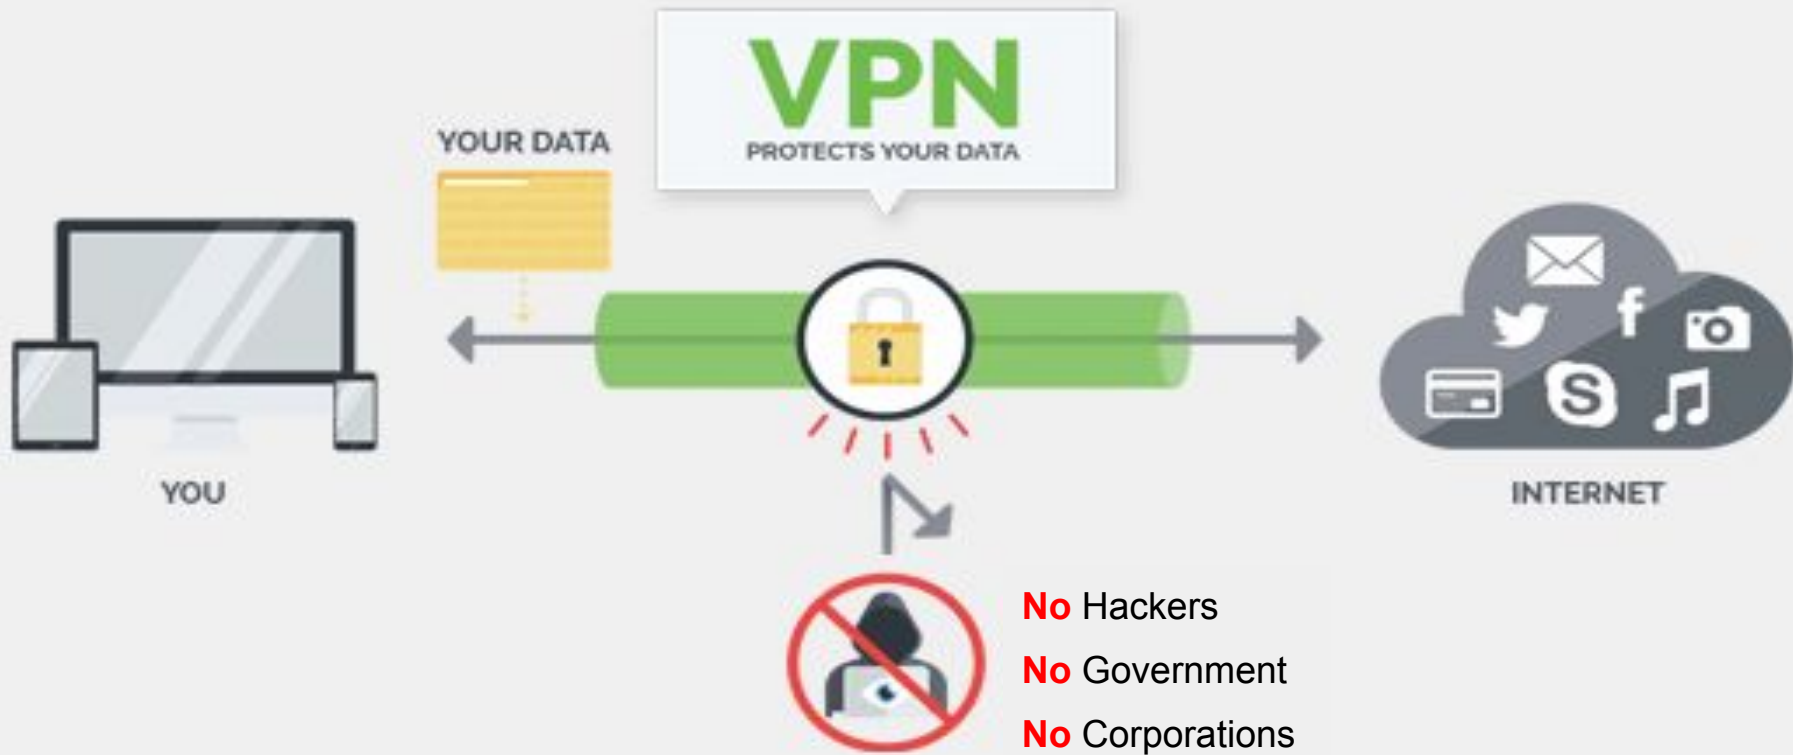 VPN
PROTECTS YOUR DATA
YOUR DATA
YOU
INTERNET
No Hackers
No Government
No Corporations